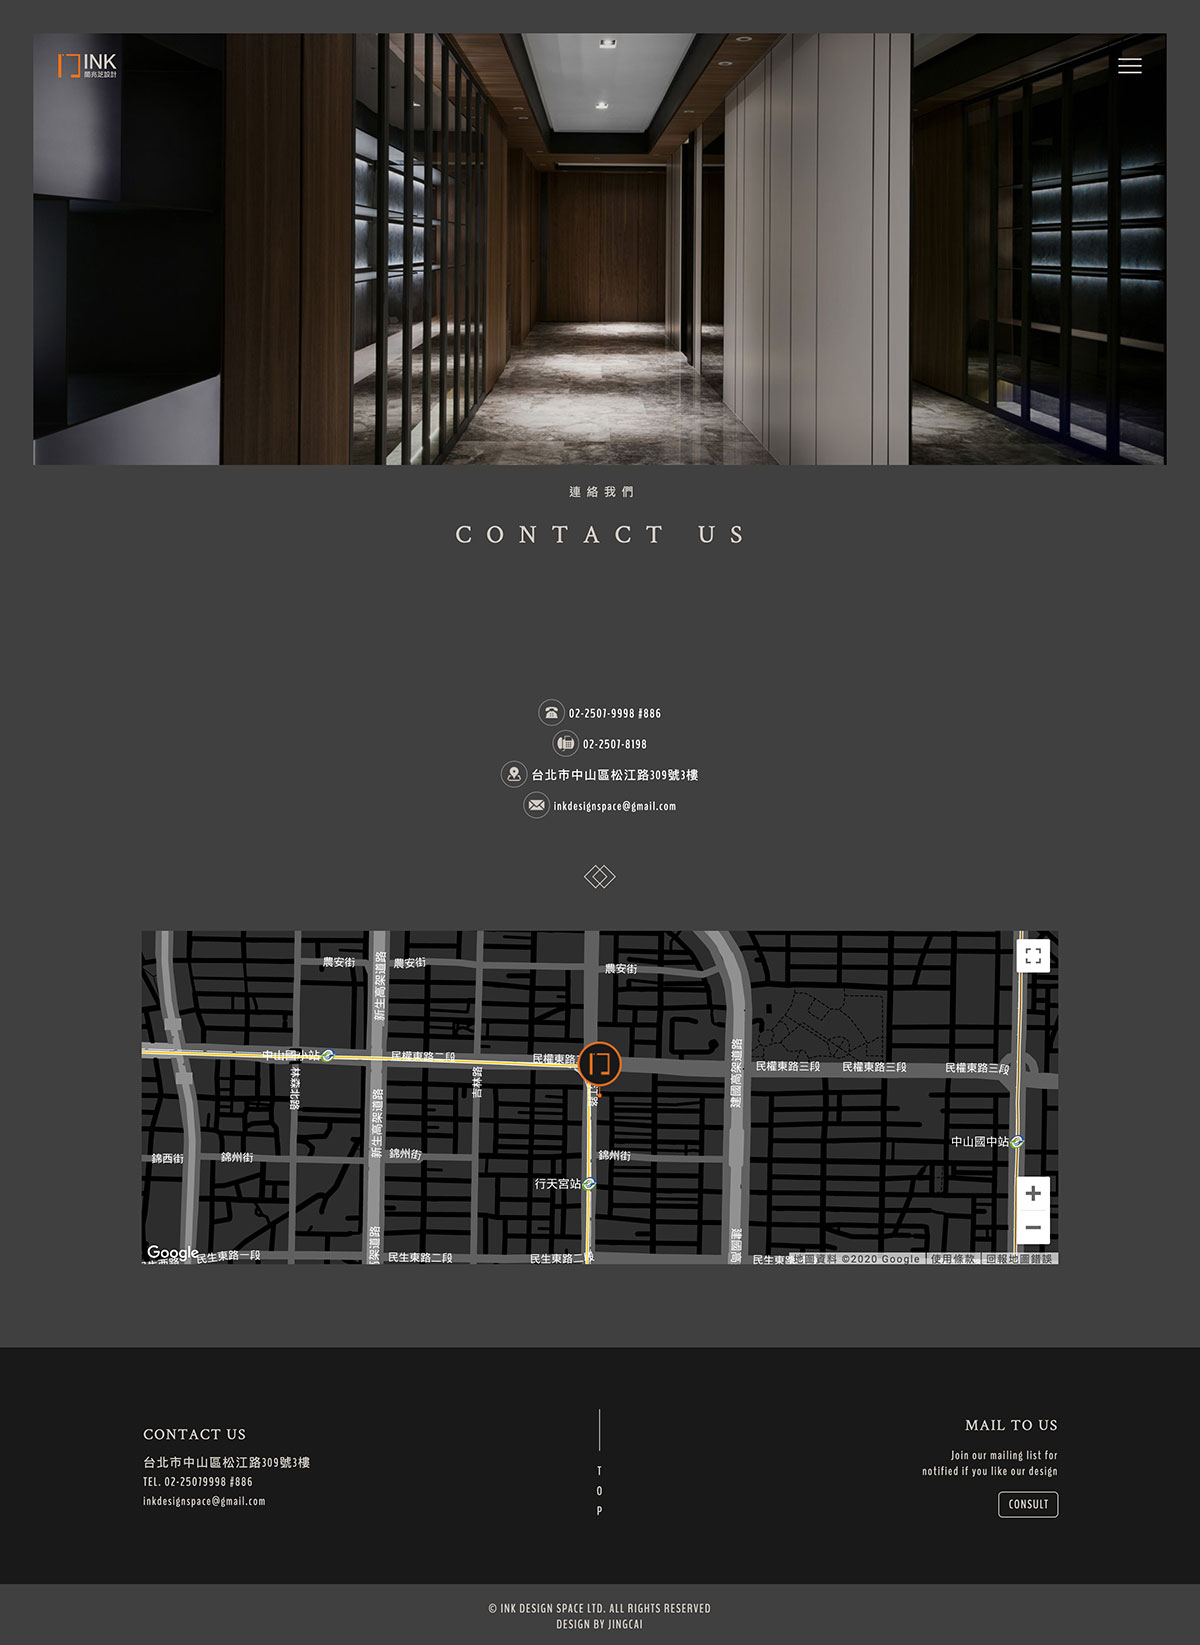 INK
連絡我們
CONTACT US
02-2507-9998 #886
02-2507-8198
台北市中山區松江路309號3樓
inkdesignspace@gmail.com
農安街
農安街
農安街
新生高架道路
中山國小站
民權東路二段
民權東路
民權東路三段
民權東路三段
民權東路三段
林森北路
吉林路
建國高架道路
新生高架道路
中山國中站
錦西街
錦州街
錦州街
錦州街
行天宮站
Google
民生東路一段
民生東路二段
民生東路二段
地圖資料 ©2020 Google
使用條款
回報地圖錯誤
CONTACT US
台北市中山區松江路309號3樓
TEL. 02-25079998 #886
inkdesignspace@gmail.com
TOP
MAIL TO US
Join our mailing list for
notified if you like our design
CONSULT
© INK DESIGN SPACE LTD. ALL RIGHTS RESERVED
DESIGN BY JINGCAI